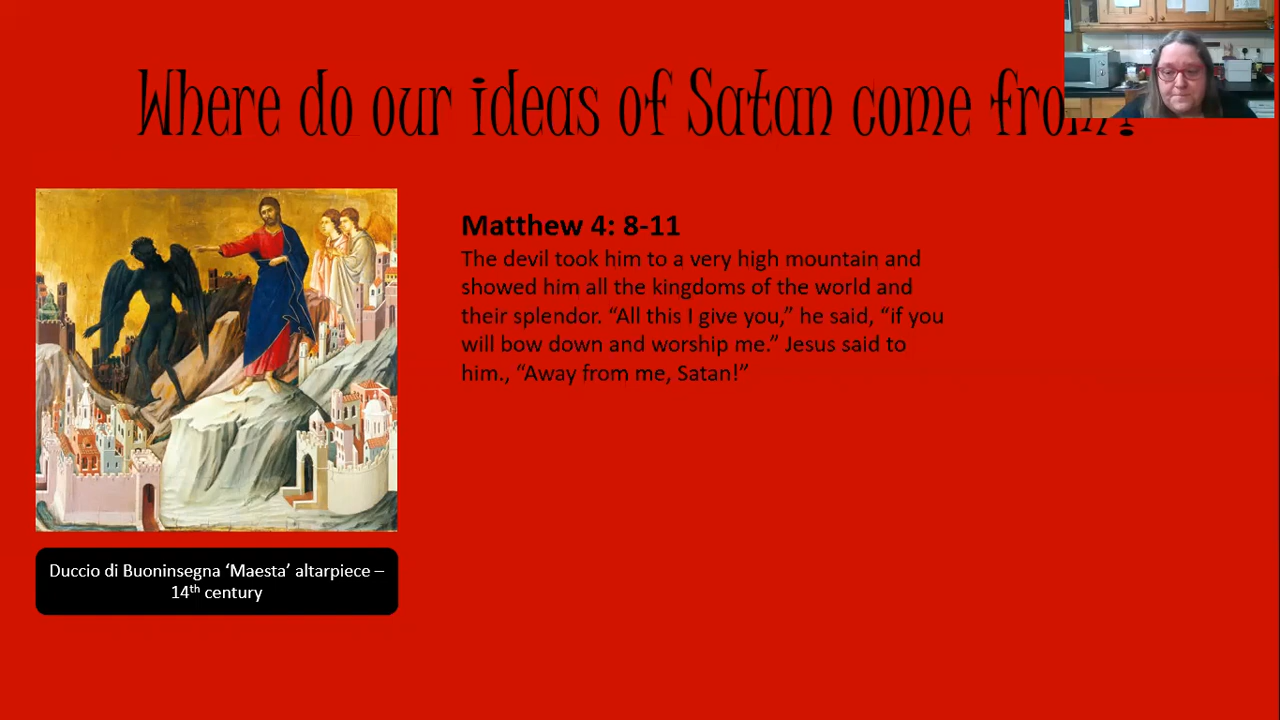 Where do our ideas of Satan come from?
Matthew 4: 8-11
The devil took him to a very high mountain and
showed him all the kingdoms of the world and
their splendor. “All this I give you,” he said, “if you
will bow down and worship me.” Jesus said to
him., “Away from me, Satan!”
Duccio di Buoninsegna ‘Maesta’ altarpiece –
14th century